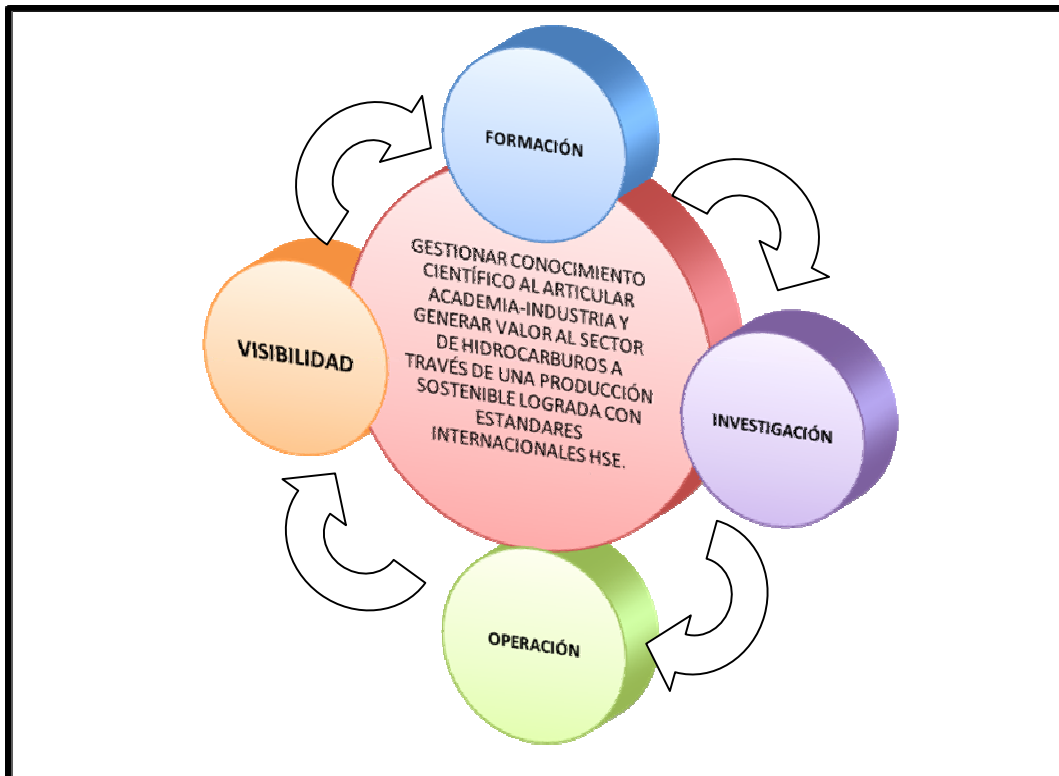 FORMACIÓN
GESTIONAR CONOCIMIENTO
CIENTÍFICO AL ARTICULAR
ACADEMIA-INDUSTRIA Y
GENERAR VALOR AL SECTOR
DE HIDROCARBUROS A
TRAVÉS DE UNA PRODUCCIÓN
SOSTENIBLE LOGRADA CON
ESTANDARES
INTERNACIONALES HSE.
VISIBILIDAD
INVESTIGACIÓN
OPERACIÓN